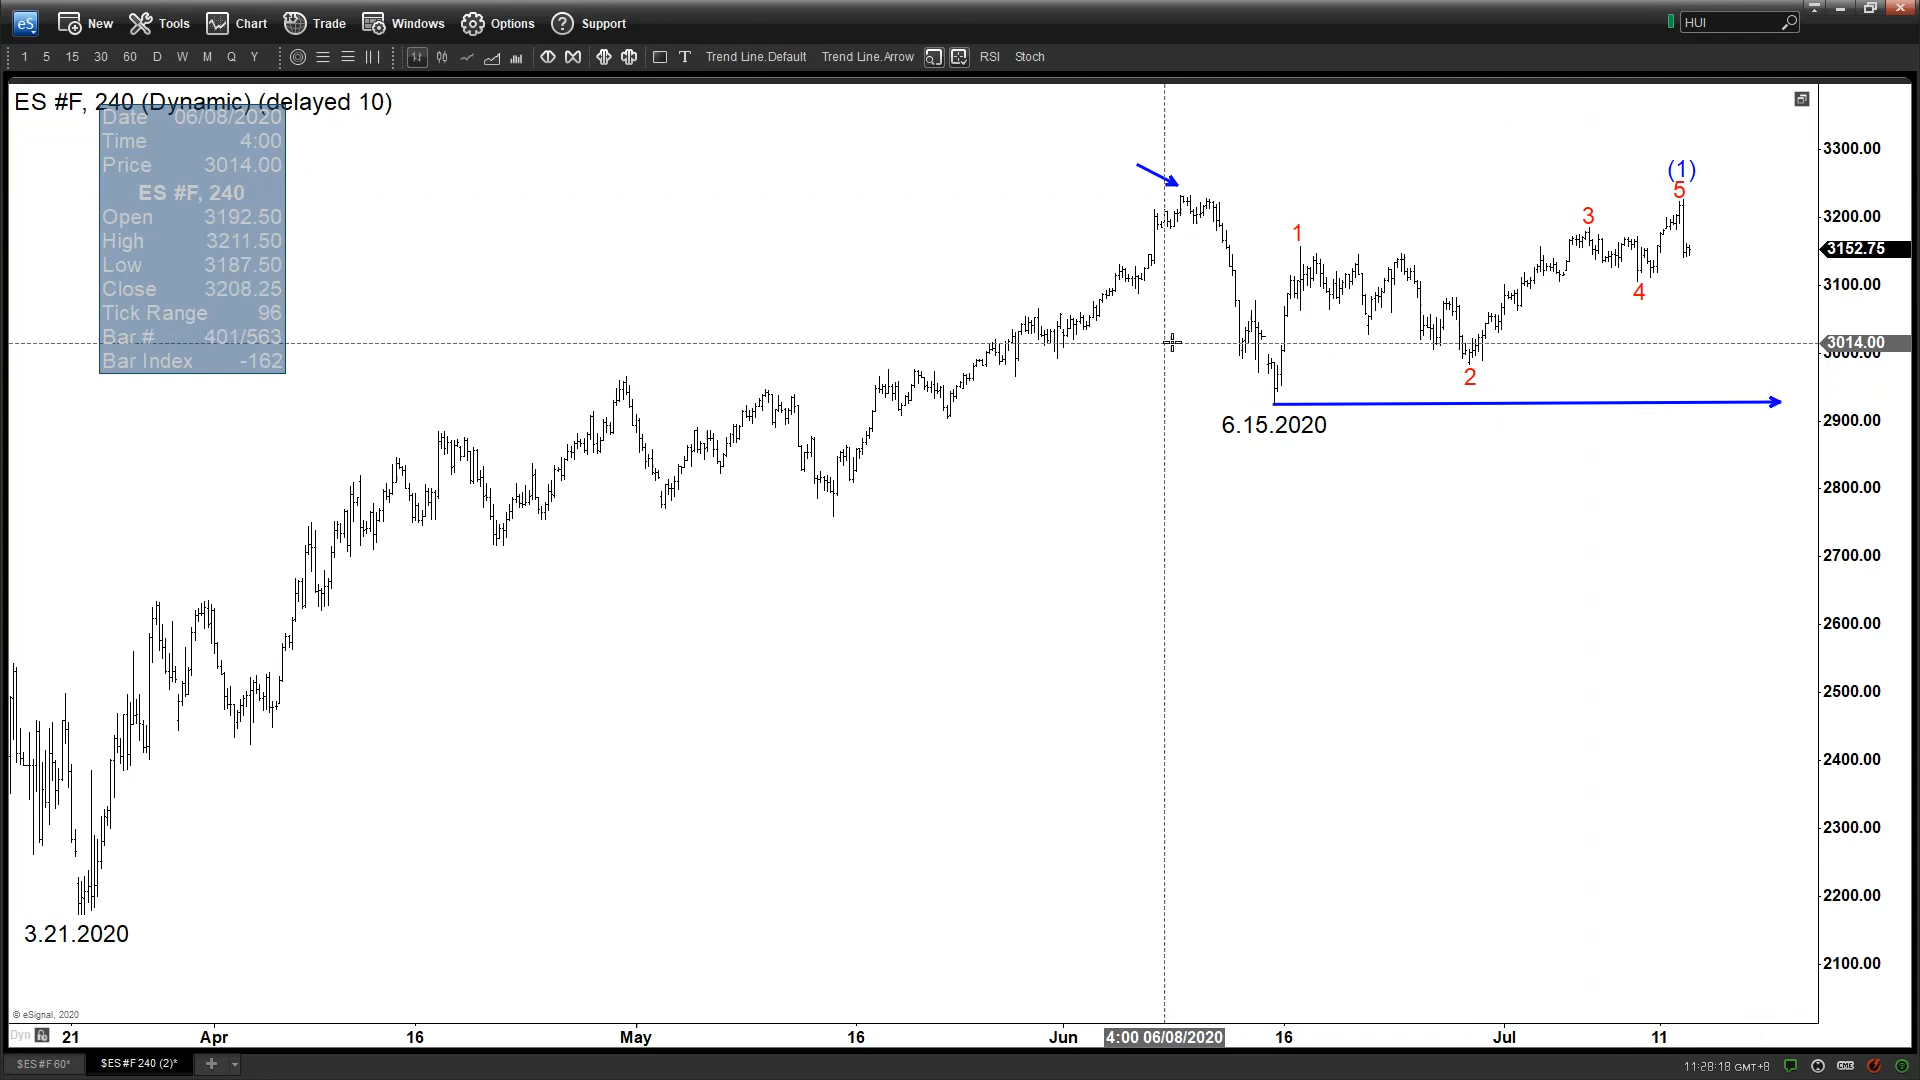 eS New Tools Chart Trade Windows Options Support HUI
1 5 15 30 60 D W M Q Y T Trend Line.Default Trend Line.Arrow RSI Stoch
ES #F, 240 (Dynamic) (delayed 10)
Date 06/08/2020
Time 4:00
Price 3014.00
ES #F, 240
Open 3192.50
High 3211.50
Low 3187.50
Close 3208.25
Tick Range 96
Bar # 401/563
Bar Index -162
(1)
5
3
1
4
2
6.15.2020
3.21.2020
3300.00
3200.00
3152.75
3100.00
3014.00
3000.00
2900.00
2800.00
2700.00
2600.00
2500.00
2400.00
2300.00
2200.00
2100.00
© eSignal, 2020
Dyn 21 Apr 16 May 16 Jun 4:00 06/08/2020 16 Jul 11
$ES #F 60* $ES #F 240 (2)* +
11:28:18 GMT+8 CME